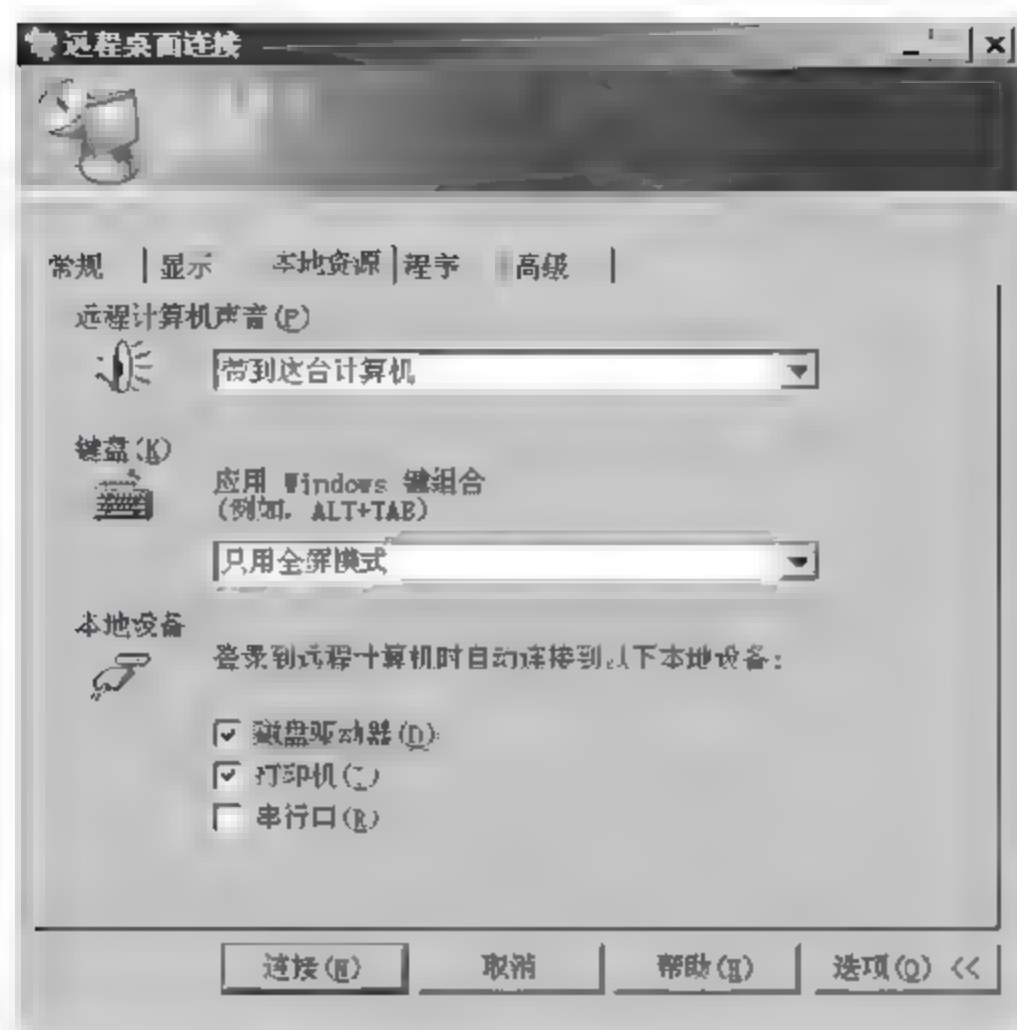 远程桌面连接
常规 显示 本地资源 程序 高级
远程计算机声音(P)
带到这台计算机
键盘(K)
应用 Windows 键组合
(例如, ALT+TAB)
只用全屏模式
本地设备
登录到远程计算机时自动连接到以下本地设备:
磁盘驱动器(D)
打印机(I)
串行口(R)
连接(N) 取消 帮助(H) 选项(O) <<